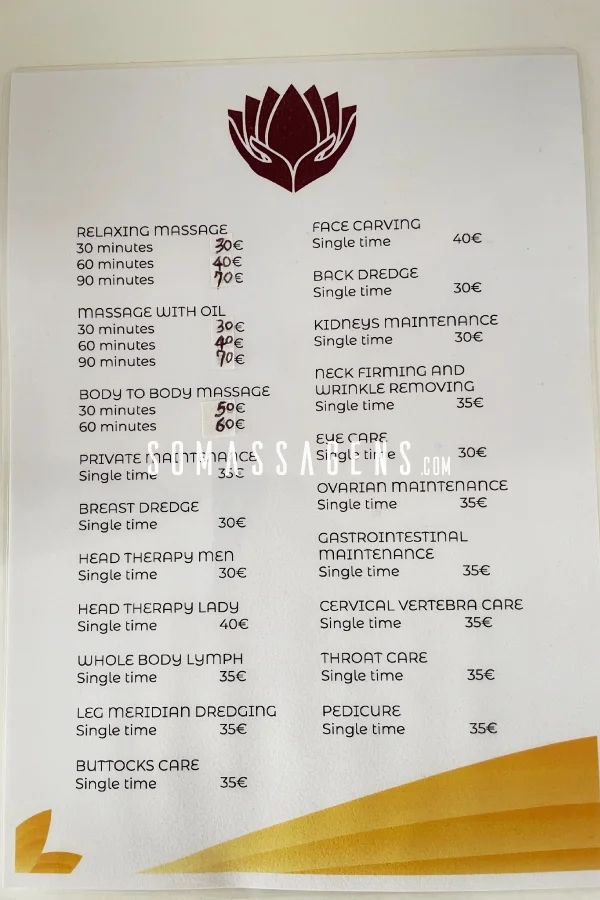 RELAXING MASSAGE
30 minutes 30€
60 minutes 40€
90 minutes 70€
MASSAGE WITH OIL
30 minutes 30€
60 minutes 40€
90 minutes 70€
BODY TO BODY MASSAGE
30 minutes 50€
60 minutes 60€
PRIVATE MAINTENANCE
Single time 35€
BREAST DREDGE
Single time 30€
HEAD THERAPY MEN
Single time 30€
HEAD THERAPY LADY
Single time 40€
WHOLE BODY LYMPH
Single time 35€
LEG MERIDIAN DREDGING
Single time 35€
BUTTOCKS CARE
Single time 35€
FACE CARVING
Single time 40€
BACK DREDGE
Single time 30€
KIDNEYS MAINTENANCE
Single time 30€
NECK FIRMING AND
WRINKLE REMOVING
Single time 35€
EYE CARE
Single time 30€
OVARIAN MAINTENANCE
Single time 35€
GASTROINTESTINAL
MAINTENANCE
Single time 35€
CERVICAL VERTEBRA CARE
Single time 35€
THROAT CARE
Single time 35€
PEDICURE
Single time 35€
SOMASSAGENS.COM